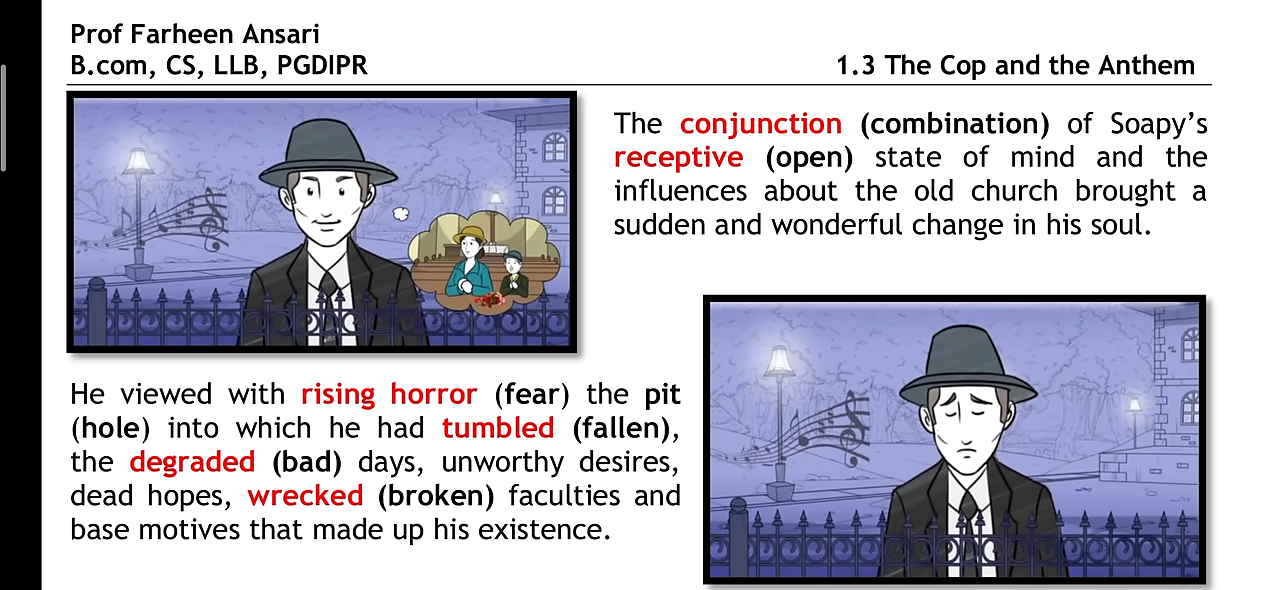 Prof Farheen Ansari
B.com, CS, LLB, PGDIPR
1.3 The Cop and the Anthem
The conjunction (combination) of Soapy’s
receptive (open) state of mind and the
influences about the old church brought a
sudden and wonderful change in his soul.
He viewed with rising horror (fear) the pit
(hole) into which he had tumbled (fallen),
the degraded (bad) days, unworthy desires,
dead hopes, wrecked (broken) faculties and
base motives that made up his existence.